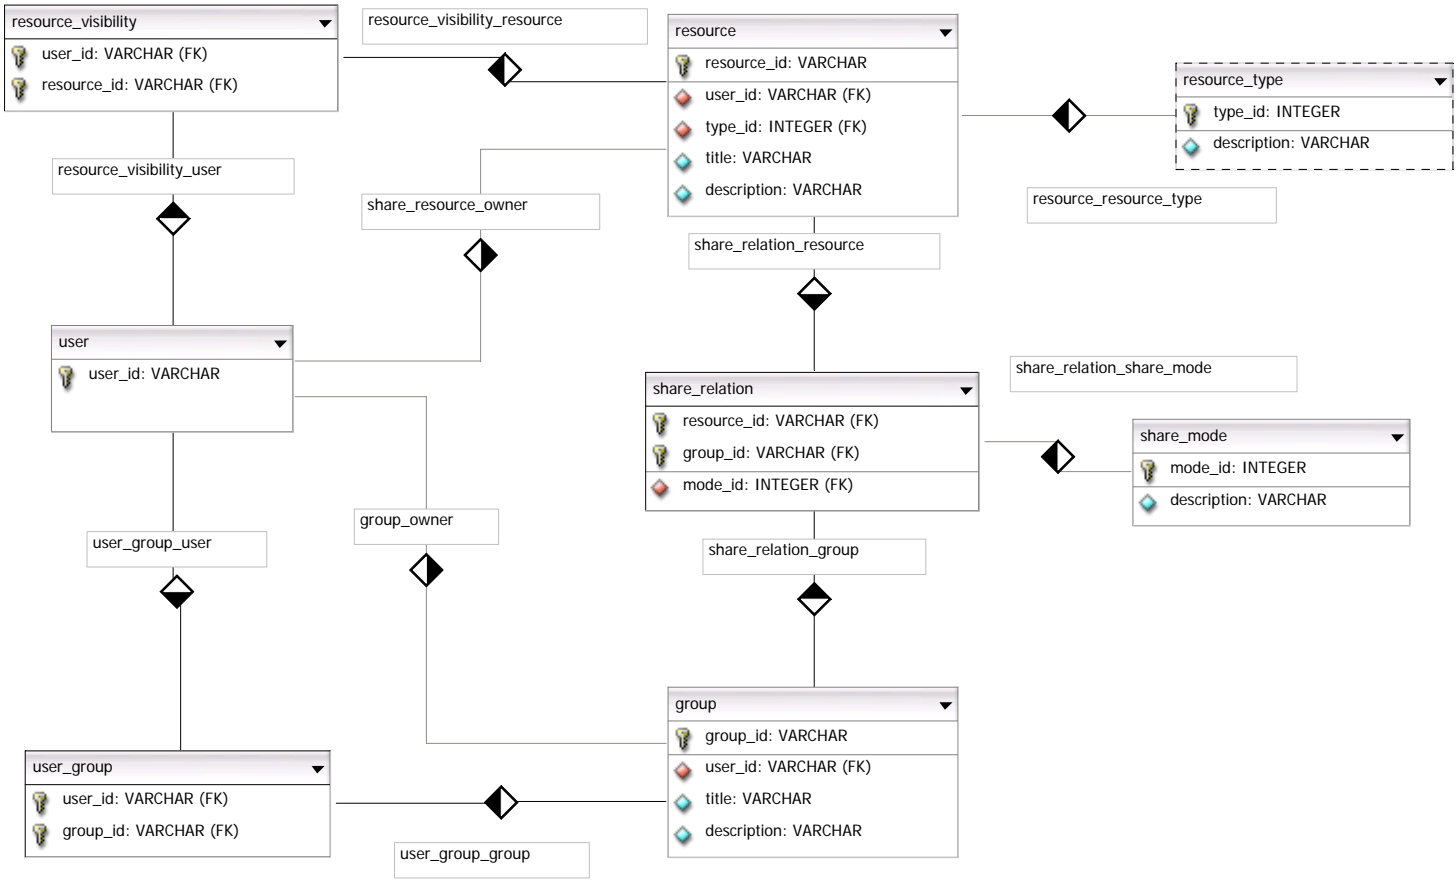 resource_visibility
user_id: VARCHAR (FK)
resource_id: VARCHAR (FK)
resource_visibility_resource
resource
resource_id: VARCHAR
user_id: VARCHAR (FK)
type_id: INTEGER (FK)
title: VARCHAR
description: VARCHAR
resource_type
type_id: INTEGER
description: VARCHAR
resource_visibility_user
share_resource_owner
resource_resource_type
share_relation_resource
user
user_id: VARCHAR
share_relation
resource_id: VARCHAR (FK)
group_id: VARCHAR (FK)
mode_id: INTEGER (FK)
share_relation_share_mode
share_mode
mode_id: INTEGER
description: VARCHAR
user_group_user
group_owner
share_relation_group
group
group_id: VARCHAR
user_id: VARCHAR (FK)
title: VARCHAR
description: VARCHAR
user_group
user_id: VARCHAR (FK)
group_id: VARCHAR (FK)
user_group_group